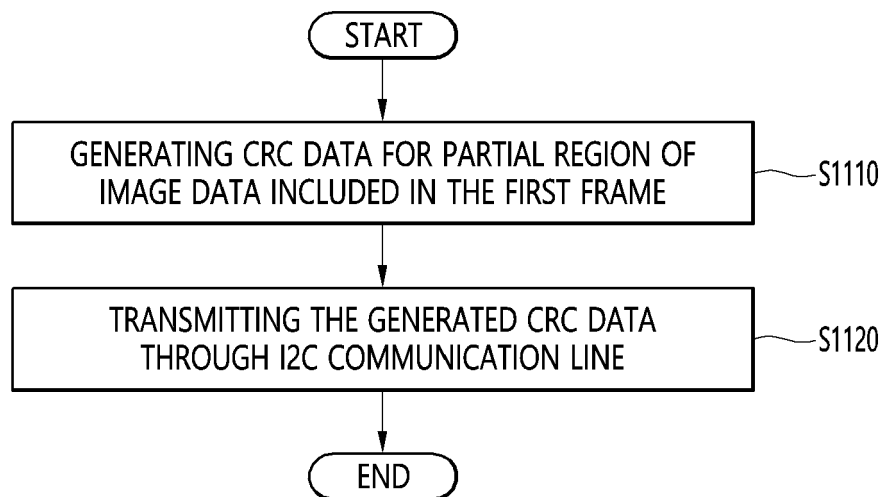 START
GENERATING CRC DATA FOR PARTIAL REGION OF
IMAGE DATA INCLUDED IN THE FIRST FRAME
S1110
TRANSMITTING THE GENERATED CRC DATA
THROUGH I2C COMMUNICATION LINE
S1120
END